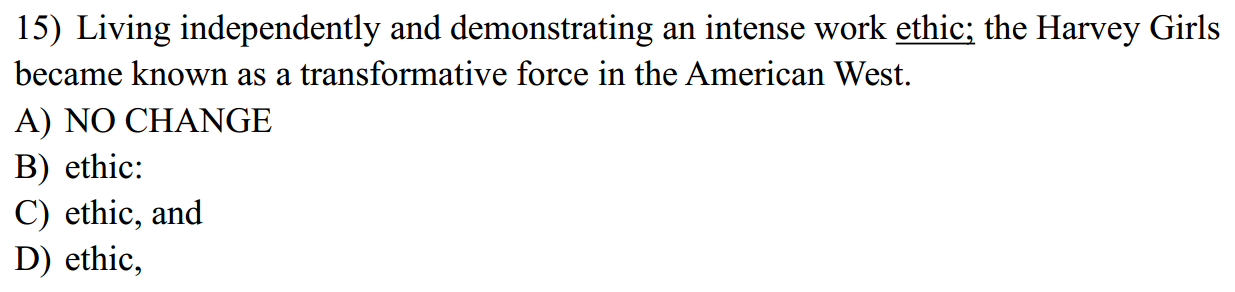 15) Living independently and demonstrating an intense work ethic; the Harvey Girls
became known as a transformative force in the American West.
A) NO CHANGE
B) ethic:
C) ethic, and
D) ethic,